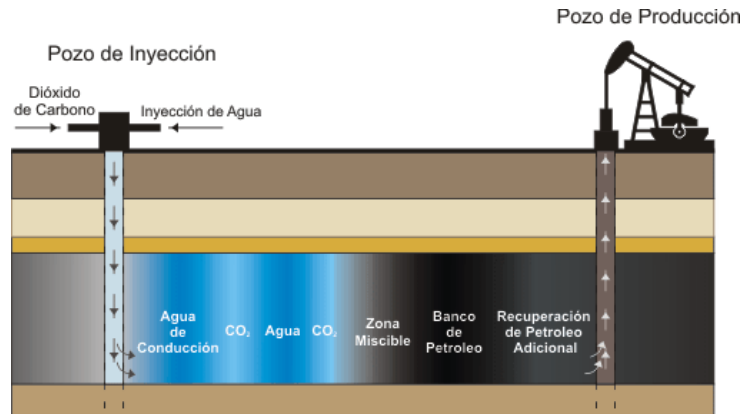 Pozo de Producción
Pozo de Inyección
Dióxido
de Carbono
Inyección de Agua
Agua
de
Conducción
CO₂
Agua
CO₂
Zona
Miscible
Banco
de
Petroleo
Recuperación
de Petroleo
Adicional